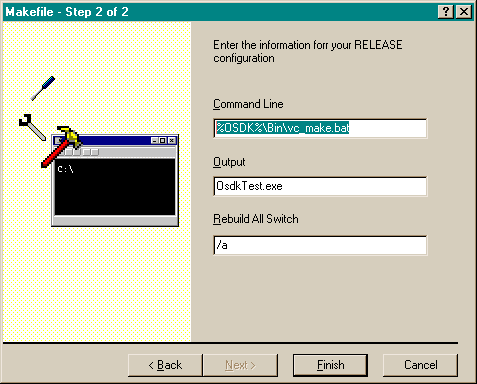 Makefile - Step 2 of 2
Enter the information forr your RELEASE
configuration
Command Line
%OSDK%\Bin\vc_make.bat
Output
OsdkTest.exe
Rebuild All Switch
/a
C:\
< Back
Next >
Finish
Cancel